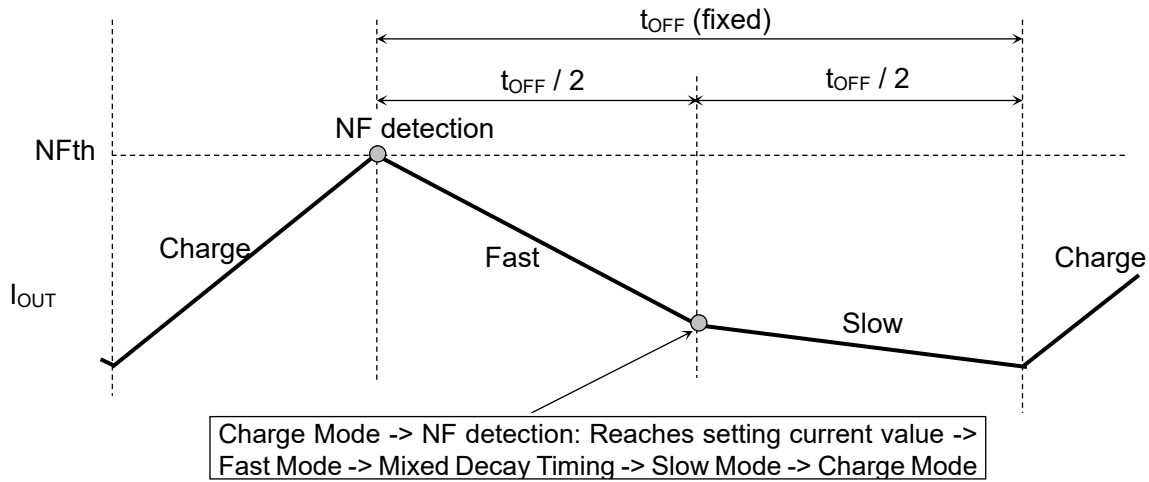 tOFF (fixed)
tOFF / 2
tOFF / 2
NF detection
NFth
Charge
Fast
Charge
IOUT
Slow
Charge Mode -> NF detection: Reaches setting current value ->
Fast Mode -> Mixed Decay Timing -> Slow Mode -> Charge Mode